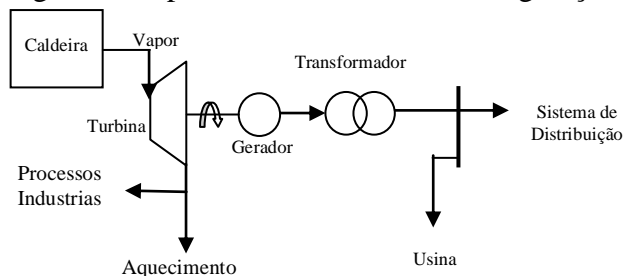 Caldeira
Vapor
Transformador
Turbina
Gerador
Sistema de
Distribuição
Processos
Industrias
Aquecimento
Usina